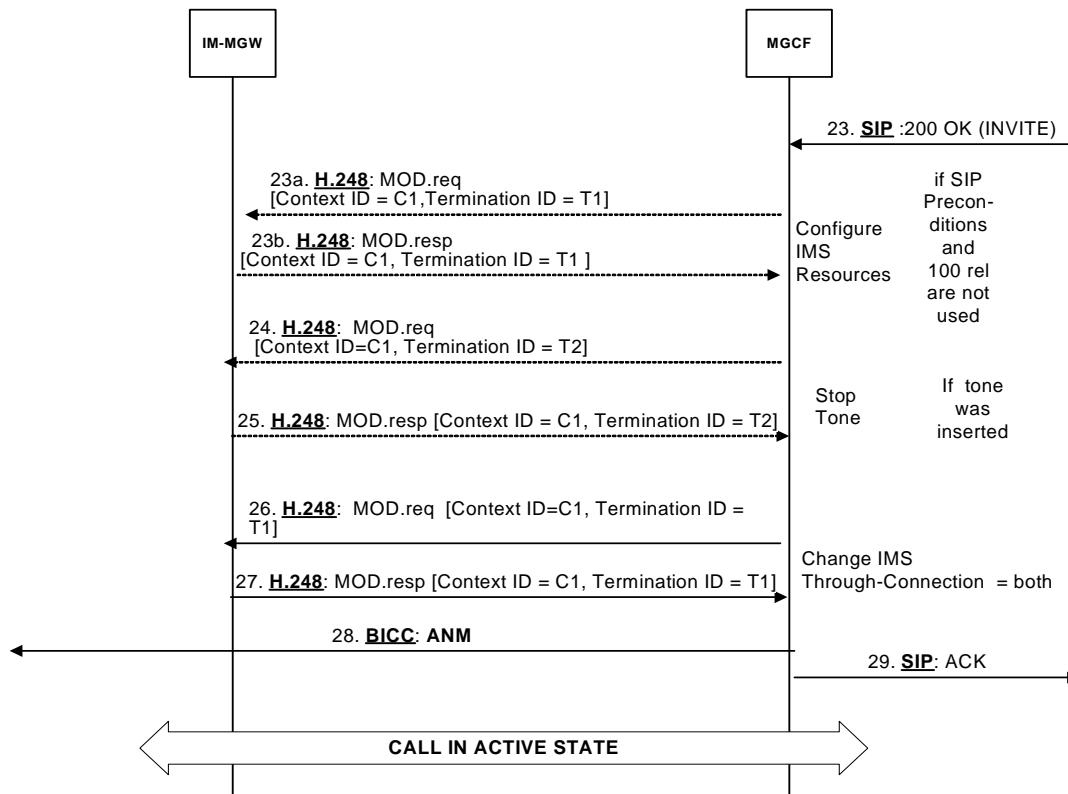 IM-MGW
MGCF
23. SIP :200 OK (INVITE)
23a. H.248: MOD.req
[Context ID = C1,Termination ID = T1]
23b. H.248: MOD.resp
[Context ID = C1, Termination ID = T1 ]
Configure
IMS
Resources
if SIP
Precon-
ditions
and
100 rel
are not
used
24. H.248: MOD.req
[Context ID=C1, Termination ID = T2]
25. H.248: MOD.resp [Context ID = C1, Termination ID = T2]
Stop
Tone
If tone
was
inserted
26. H.248: MOD.req [Context ID=C1, Termination ID =
T1]
27. H.248: MOD.resp [Context ID = C1, Termination ID = T1]
Change IMS
Through-Connection = both
28. BICC: ANM
29. SIP: ACK
CALL IN ACTIVE STATE